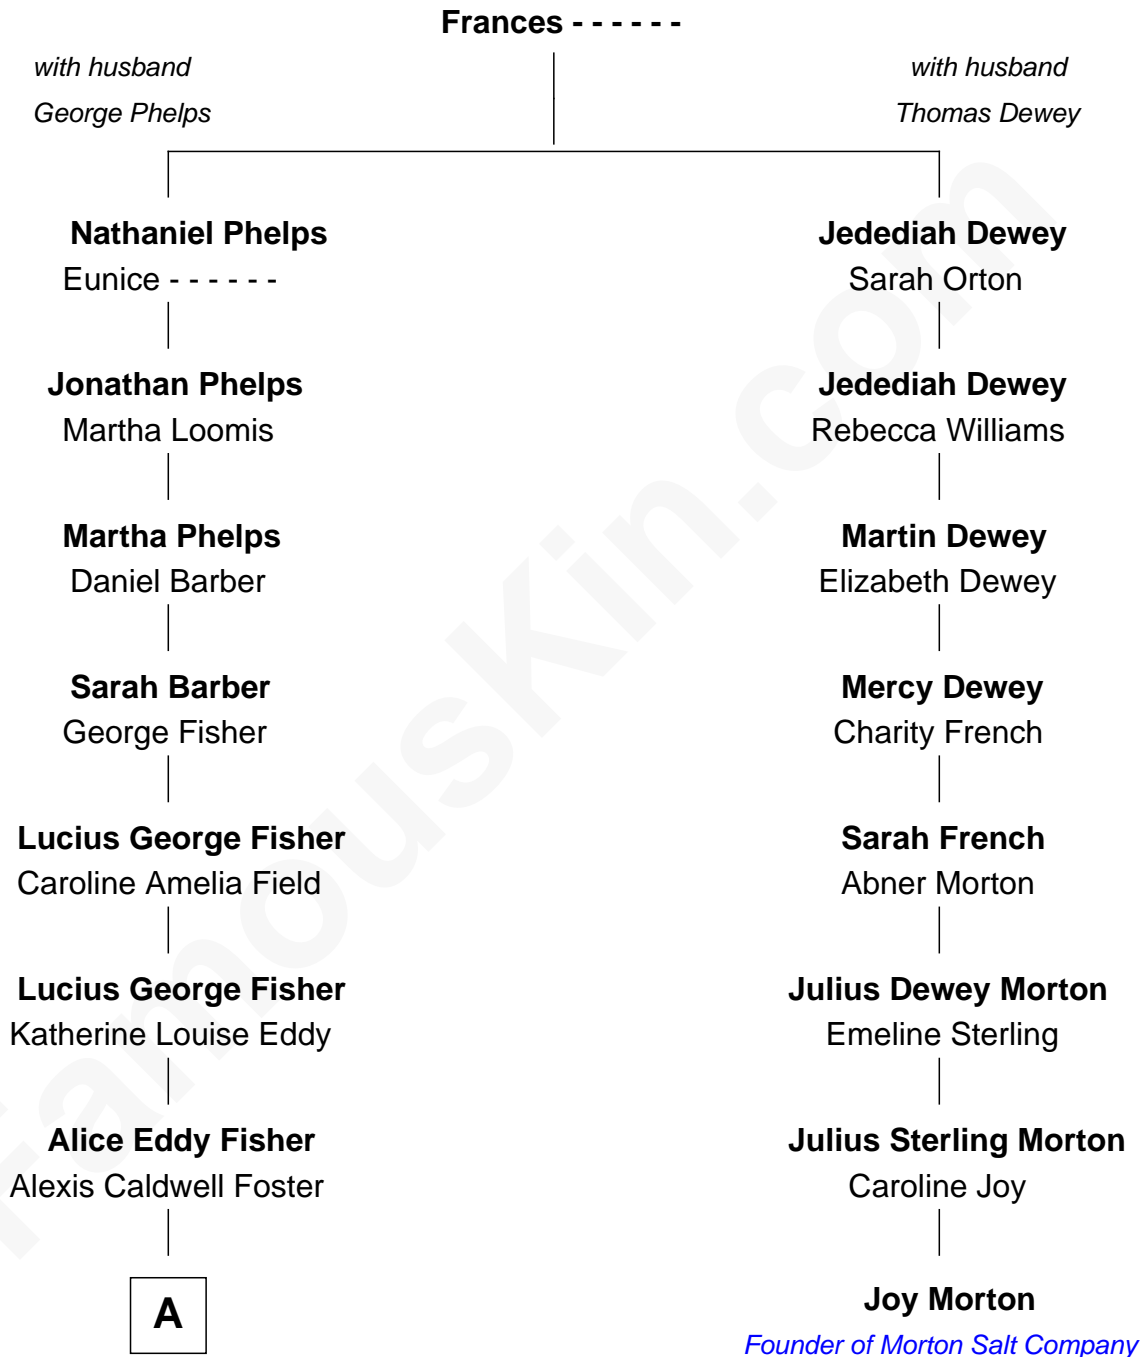 Frances - - - - - -
with husband
George Phelps
with husband
Thomas Dewey
Nathaniel Phelps
Eunice - - - - - -
Jedediah Dewey
Sarah Orton
Jonathan Phelps
Martha Loomis
Jedediah Dewey
Rebecca Williams
Martha Phelps
Daniel Barber
Martin Dewey
Elizabeth Dewey
Sarah Barber
George Fisher
Mercy Dewey
Charity French
Lucius George Fisher
Caroline Amelia Field
Sarah French
Abner Morton
Lucius George Fisher
Katherine Louise Eddy
Julius Dewey Morton
Emeline Sterling
Alice Eddy Fisher
Alexis Caldwell Foster
Julius Sterling Morton
Caroline Joy
A
Joy Morton
Founder of Morton Salt Company
FamousKin.com